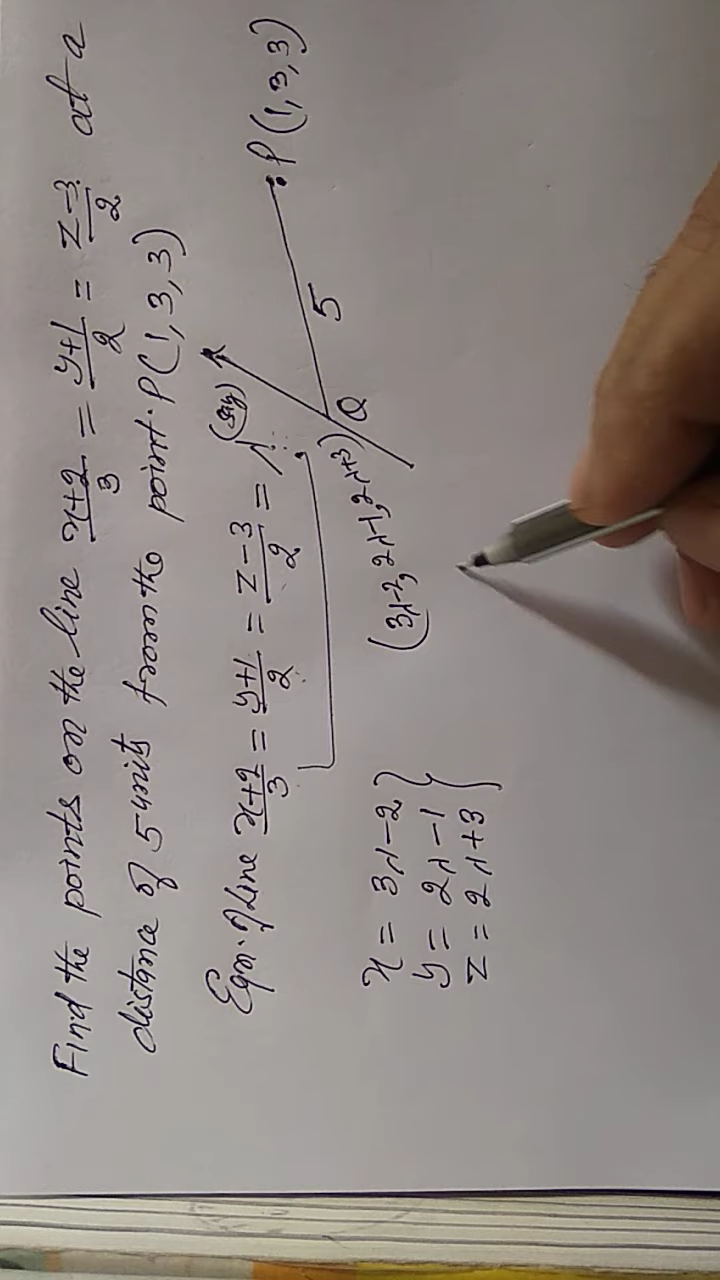 Find the points on the line x+2/3 = y+1/2 = z-3/2 at a
distance of 5 units from the point P(1, 3, 3)
Eqn. of Line x+2/3 = y+1/2 = z-3/2 = λ (say)
P(1, 3, 3)
5
Q
(3λ-2, 2λ-1, 2λ+3)
x = 3λ-2
y = 2λ-1
z = 2λ+3